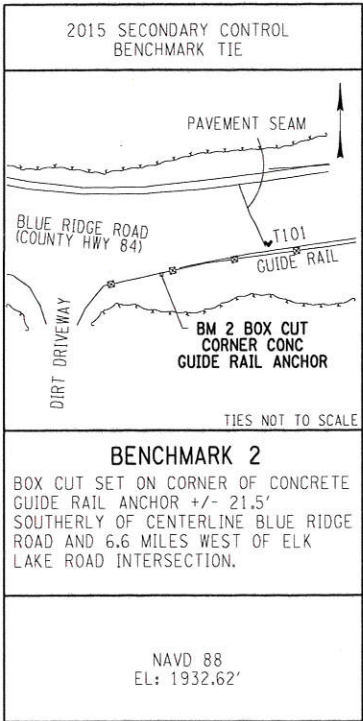 2015 SECONDARY CONTROL
BENCHMARK TIE
PAVEMENT SEAM
BLUE RIDGE ROAD
(COUNTY HWY 84)
T101
GUIDE RAIL
DIRT DRIVEWAY
BM 2 BOX CUT
CORNER CONC
GUIDE RAIL ANCHOR
TIES NOT TO SCALE
BENCHMARK 2
BOX CUT SET ON CORNER OF CONCRETE
GUIDE RAIL ANCHOR +/- 21.5'
SOUTHERLY OF CENTERLINE BLUE RIDGE
ROAD AND 6.6 MILES WEST OF ELK
LAKE ROAD INTERSECTION.
NAVD 88
EL: 1932.62'